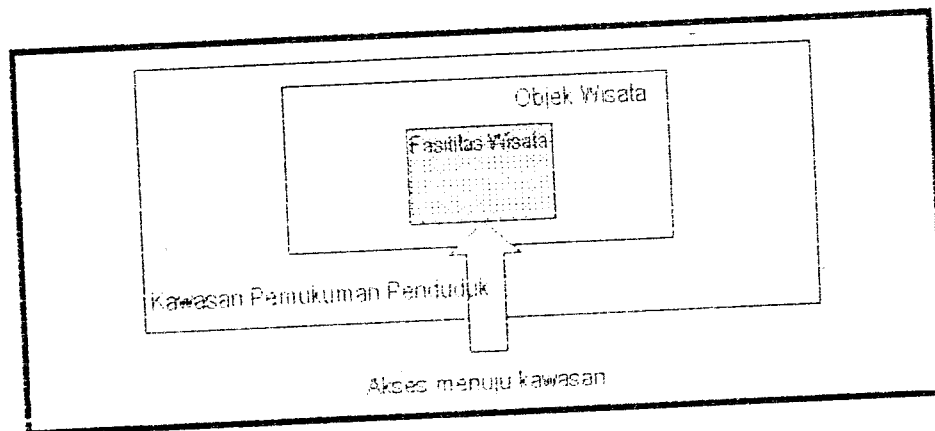 Objek Wisata
Fasilitas Wisata
Kawasan Pemukuman Penduduk
Akses menuju kawasan